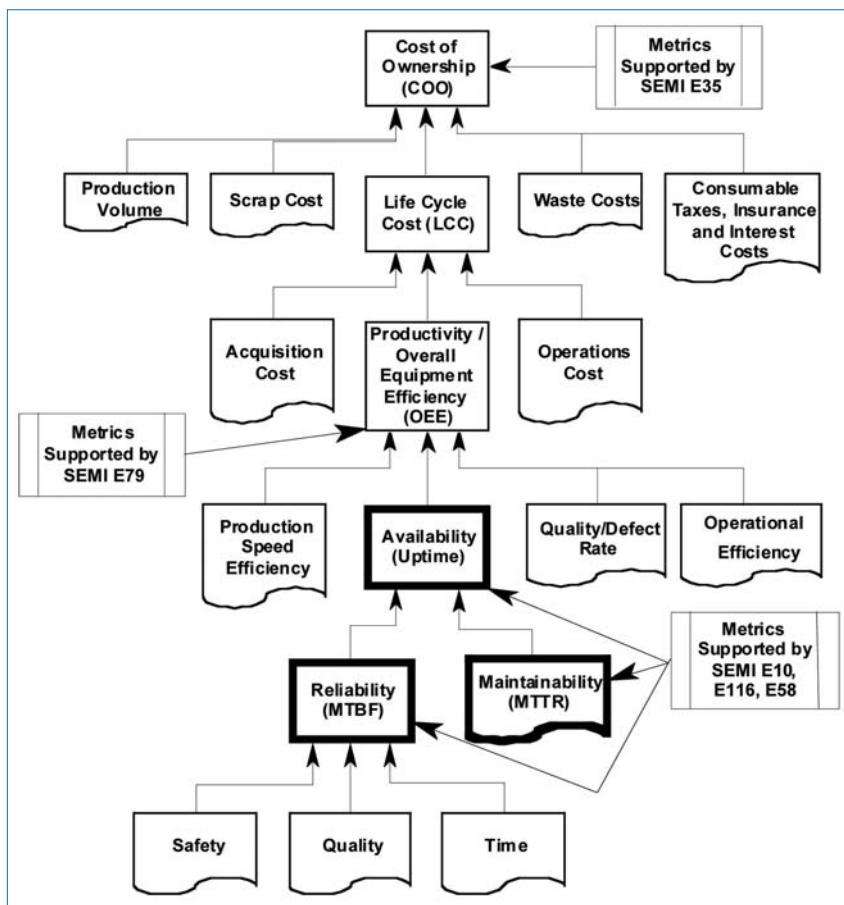 Cost of
Ownership
(COO)
Metrics
Supported by
SEMI E35
Production
Volume
Scrap Cost
Life Cycle
Cost (LCC)
Waste Costs
Consumable
Taxes, Insurance
and Interest
Costs
Acquisition
Cost
Productivity /
Overall
Equipment
Efficiency
(OEE)
Operations
Cost
Metrics
Supported by
SEMI E79
Production
Speed
Efficiency
Availability
(Uptime)
Quality/Defect
Rate
Operational
Efficiency
Metrics
Supported by
SEMI E10,
E116, E58
Reliability
(MTBF)
Maintainability
(MTTR)
Safety
Quality
Time